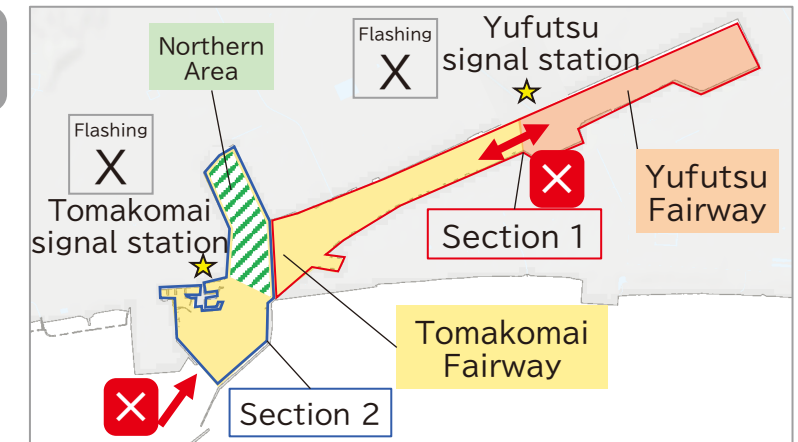 Northern
Area
Flashing
X
Yufutsu
signal station
Flashing
X
Tomakomai
signal station
Yufutsu
Fairway
Section 1
Tomakomai
Fairway
Section 2